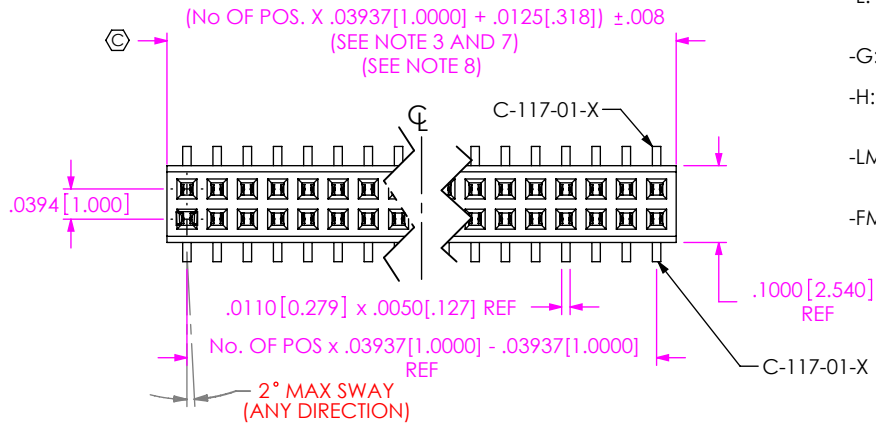 (No OF POS. X .03937[1.0000] + .0125[.318]) ±.008
(SEE NOTE 3 AND 7)
(SEE NOTE 8)
C
-G:
-H:
-LM
-FM
C-117-01-X
℄
.0394[1.000]
.0110[0.279] x .0050[.127] REF
.1000[2.540]
REF
No. OF POS x .03937[1.0000] - .03937[1.0000]
REF
C-117-01-X
2° MAX SWAY
(ANY DIRECTION)